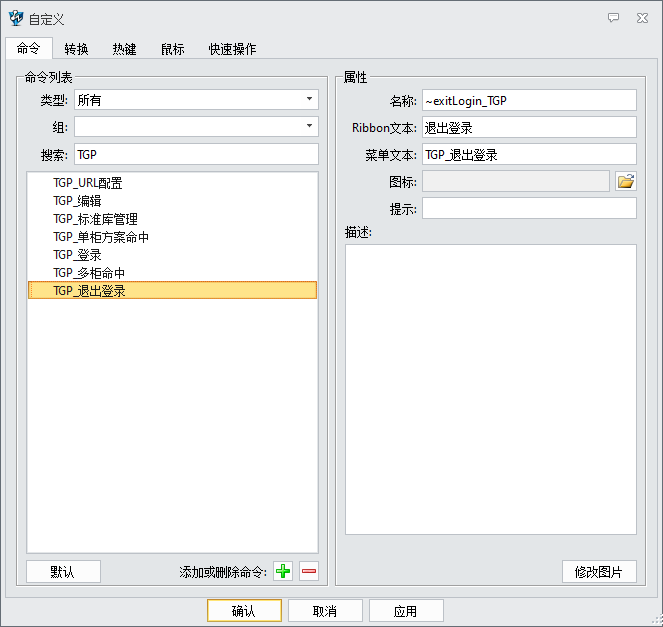 自定义
命令 转换 热键 鼠标 快速操作
命令列表
类型: 所有
组:
搜索: TGP
TGP_URL配置
TGP_编辑
TGP_标准库管理
TGP_单柜方案命中
TGP_登录
TGP_多柜命中
TGP_退出登录
默认 添加或删除命令:
属性
名称: ~exitLogin_TGP
Ribbon文本: 退出登录
菜单文本: TGP_退出登录
图标:
提示:
描述:
修改图片
确认 取消 应用